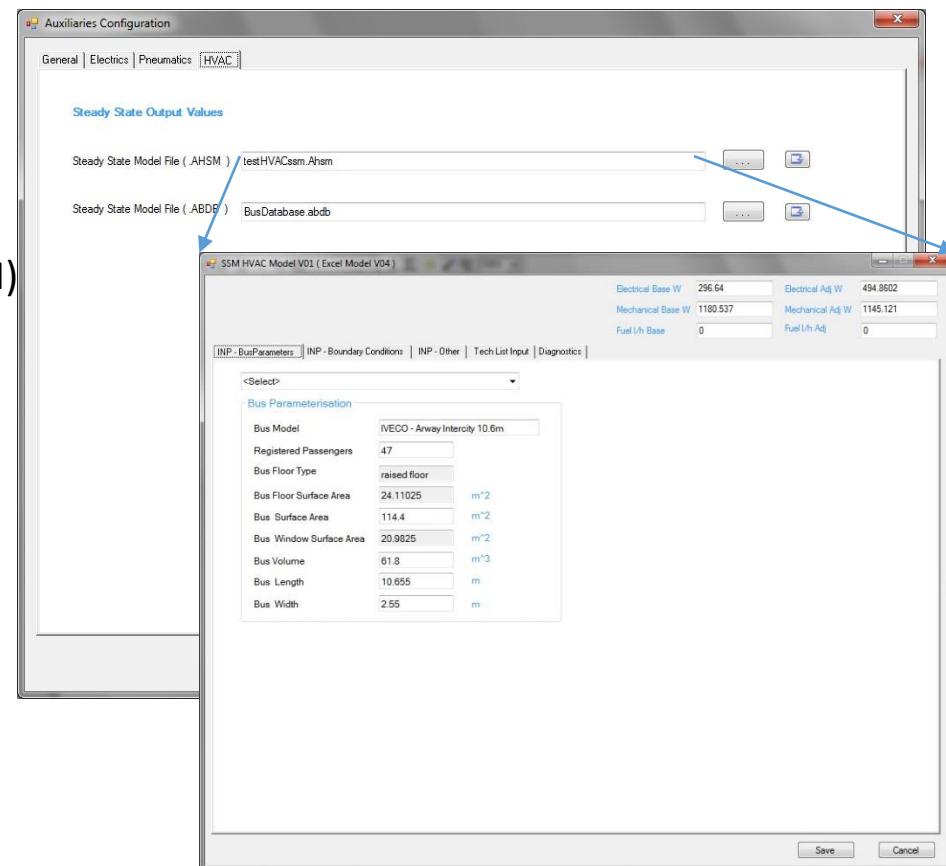 Auxiliaries Configuration
General Electrics Pneumatics HVAC
Steady State Output Values
Steady State Model File ( .AHSM ) testHVACssm.Ahsm ...
Steady State Model File ( .ABDB ) BusDatabase.abdb ...
1)
SSM HVAC Model V01 ( Excel Model V04 )
Electrical Base W 296.64 Electrical Adj W 494.8602
Mechanical Base W 1180.537 Mechanical Adj W 1145.121
Fuel l/h Base 0 Fuel l/h Adj 0
INP - BusParameters INP - Boundary Conditions INP - Other Tech List Input Diagnostics
<Select>
Bus Parameterisation
Bus Model IVECO - Arway Intercity 10.6m
Registered Passengers 47
Bus Floor Type raised floor
Bus Floor Surface Area 24.11025 m^2
Bus Surface Area 114.4 m^2
Bus Window Surface Area 20.9825 m^2
Bus Volume 61.8 m^3
Bus Length 10.655 m
Bus Width 2.55 m
Save Cancel